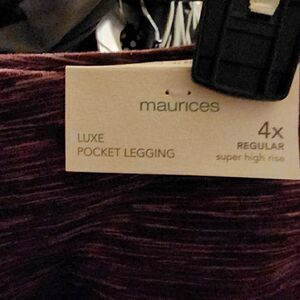 maurices
LUXE
POCKET LEGGING
4x
REGULAR
super high rise